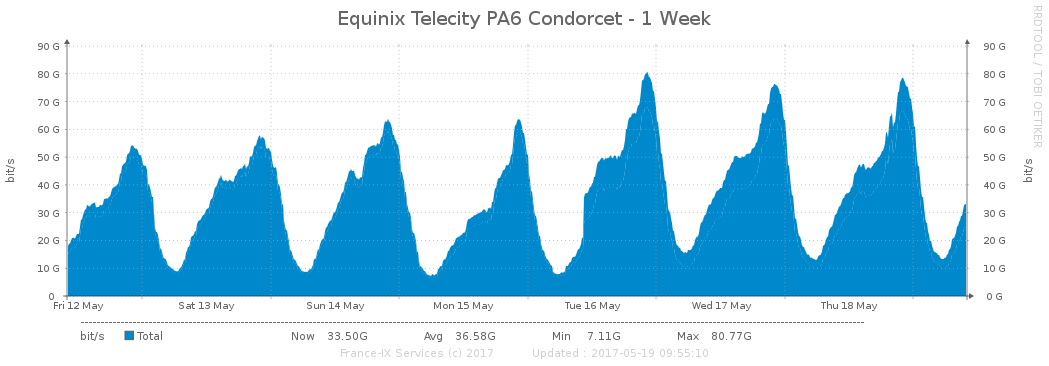 Equinix Telecity PA6 Condorcet - 1 Week
RRDTOOL / TOBI OETIKER
bit/s
90 G
80 G
70 G
60 G
50 G
40 G
30 G
20 G
10 G
0
90 G
80 G
70 G
60 G
50 G
40 G
30 G
20 G
10 G
0 G
bit/s
Fri 12 May Sat 13 May Sun 14 May Mon 15 May Tue 16 May Wed 17 May Thu 18 May
bit/s Total Now 33.50G Avg 36.58G Min 7.11G Max 80.77G
France-IX Services (c) 2017 Updated : 2017-05-19 09:55:10